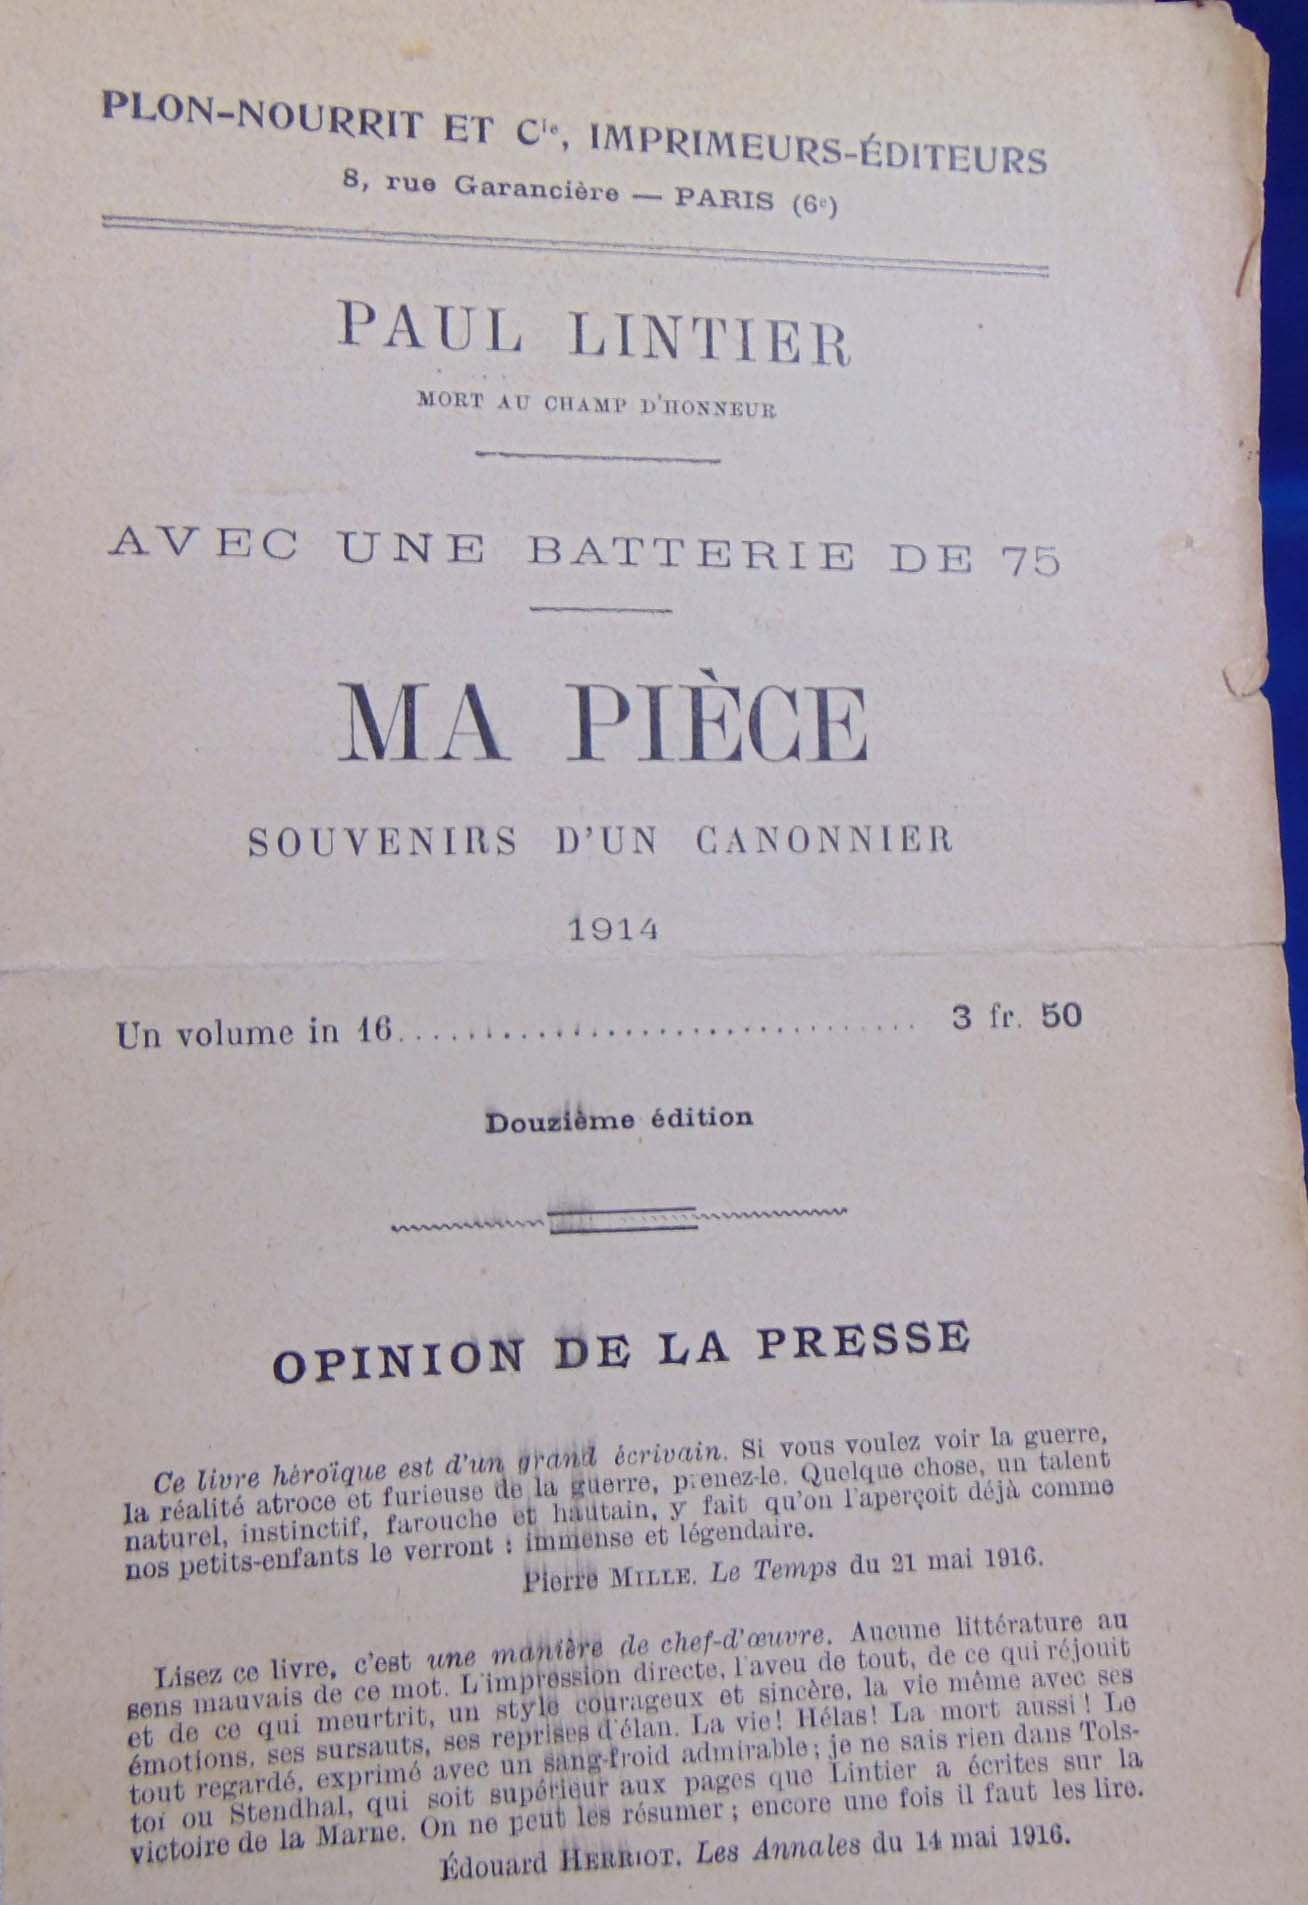 PLON-NOURRIT ET Cie, IMPRIMEURS-ÉDITEURS
8, rue Garancière — PARIS (6e)
PAUL LINTIER
MORT AU CHAMP D'HONNEUR
AVEC UNE BATTERIE DE 75
MA PIÈCE
SOUVENIRS D'UN CANONNIER
1914
Un volume in 16.............................. 3 fr. 50
Douzième édition
OPINION DE LA PRESSE
Ce livre héroïque est d'un grand écrivain. Si vous voulez voir la guerre,
la réalité atroce et furieuse de la guerre, prenez-le. Quelque chose, un talent
naturel, instinctif, farouche et hautain, y fait qu'on l'aperçoit déjà comme
nos petits-enfants le verront : immense et légendaire.
Pierre MILLE. Le Temps du 21 mai 1916.
Lisez ce livre, c'est une manière de chef-d'œuvre. Aucune littérature au
sens mauvais de ce mot. L'impression directe, l'aveu de tout, de ce qui réjouit
et de ce qui meurtrit, un style courageux et sincère, la vie même avec ses
émotions, ses sursauts, ses reprises d'élan. La vie! Hélas! La mort aussi! Le
tout regardé, exprimé avec un sang-froid admirable; je ne sais rien dans Tols-
toï ou Stendhal, qui soit supérieur aux pages que Lintier a écrites sur la
victoire de la Marne. On ne peut les résumer; encore une fois il faut les lire.
Édouard HERRIOT. Les Annales du 14 mai 1916.